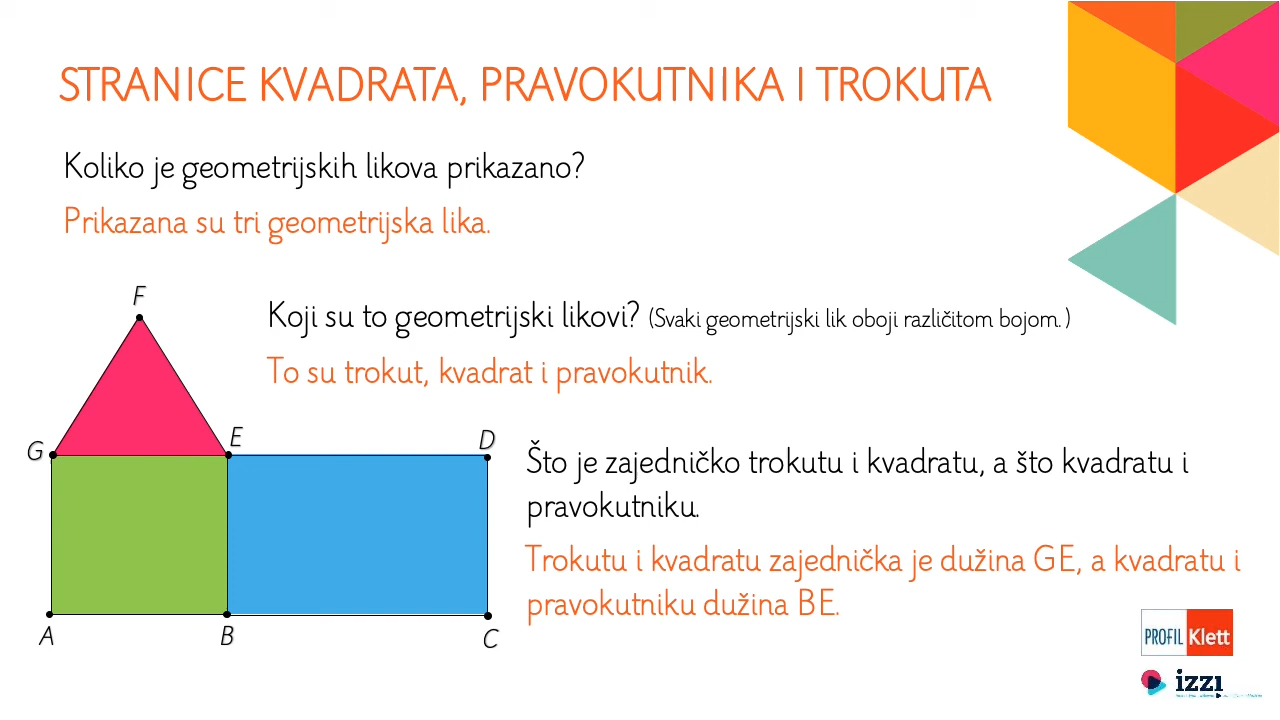 STRANICE KVADRATA, PRAVOKUTNIKA I TROKUTA
Koliko je geometrijskih likova prikazano?
Prikazana su tri geometrijska lika.
F
Koji su to geometrijski likovi? (Svaki geometrijski lik oboji različitom bojom.)
To su trokut, kvadrat i pravokutnik.
G
E
D
Što je zajedničko trokutu i kvadratu, a što kvadratu i
pravokutniku.
Trokutu i kvadratu zajednička je dužina GE, a kvadratu i
pravokutniku dužina BE.
A
B
C
PROFIL Klett
izzi